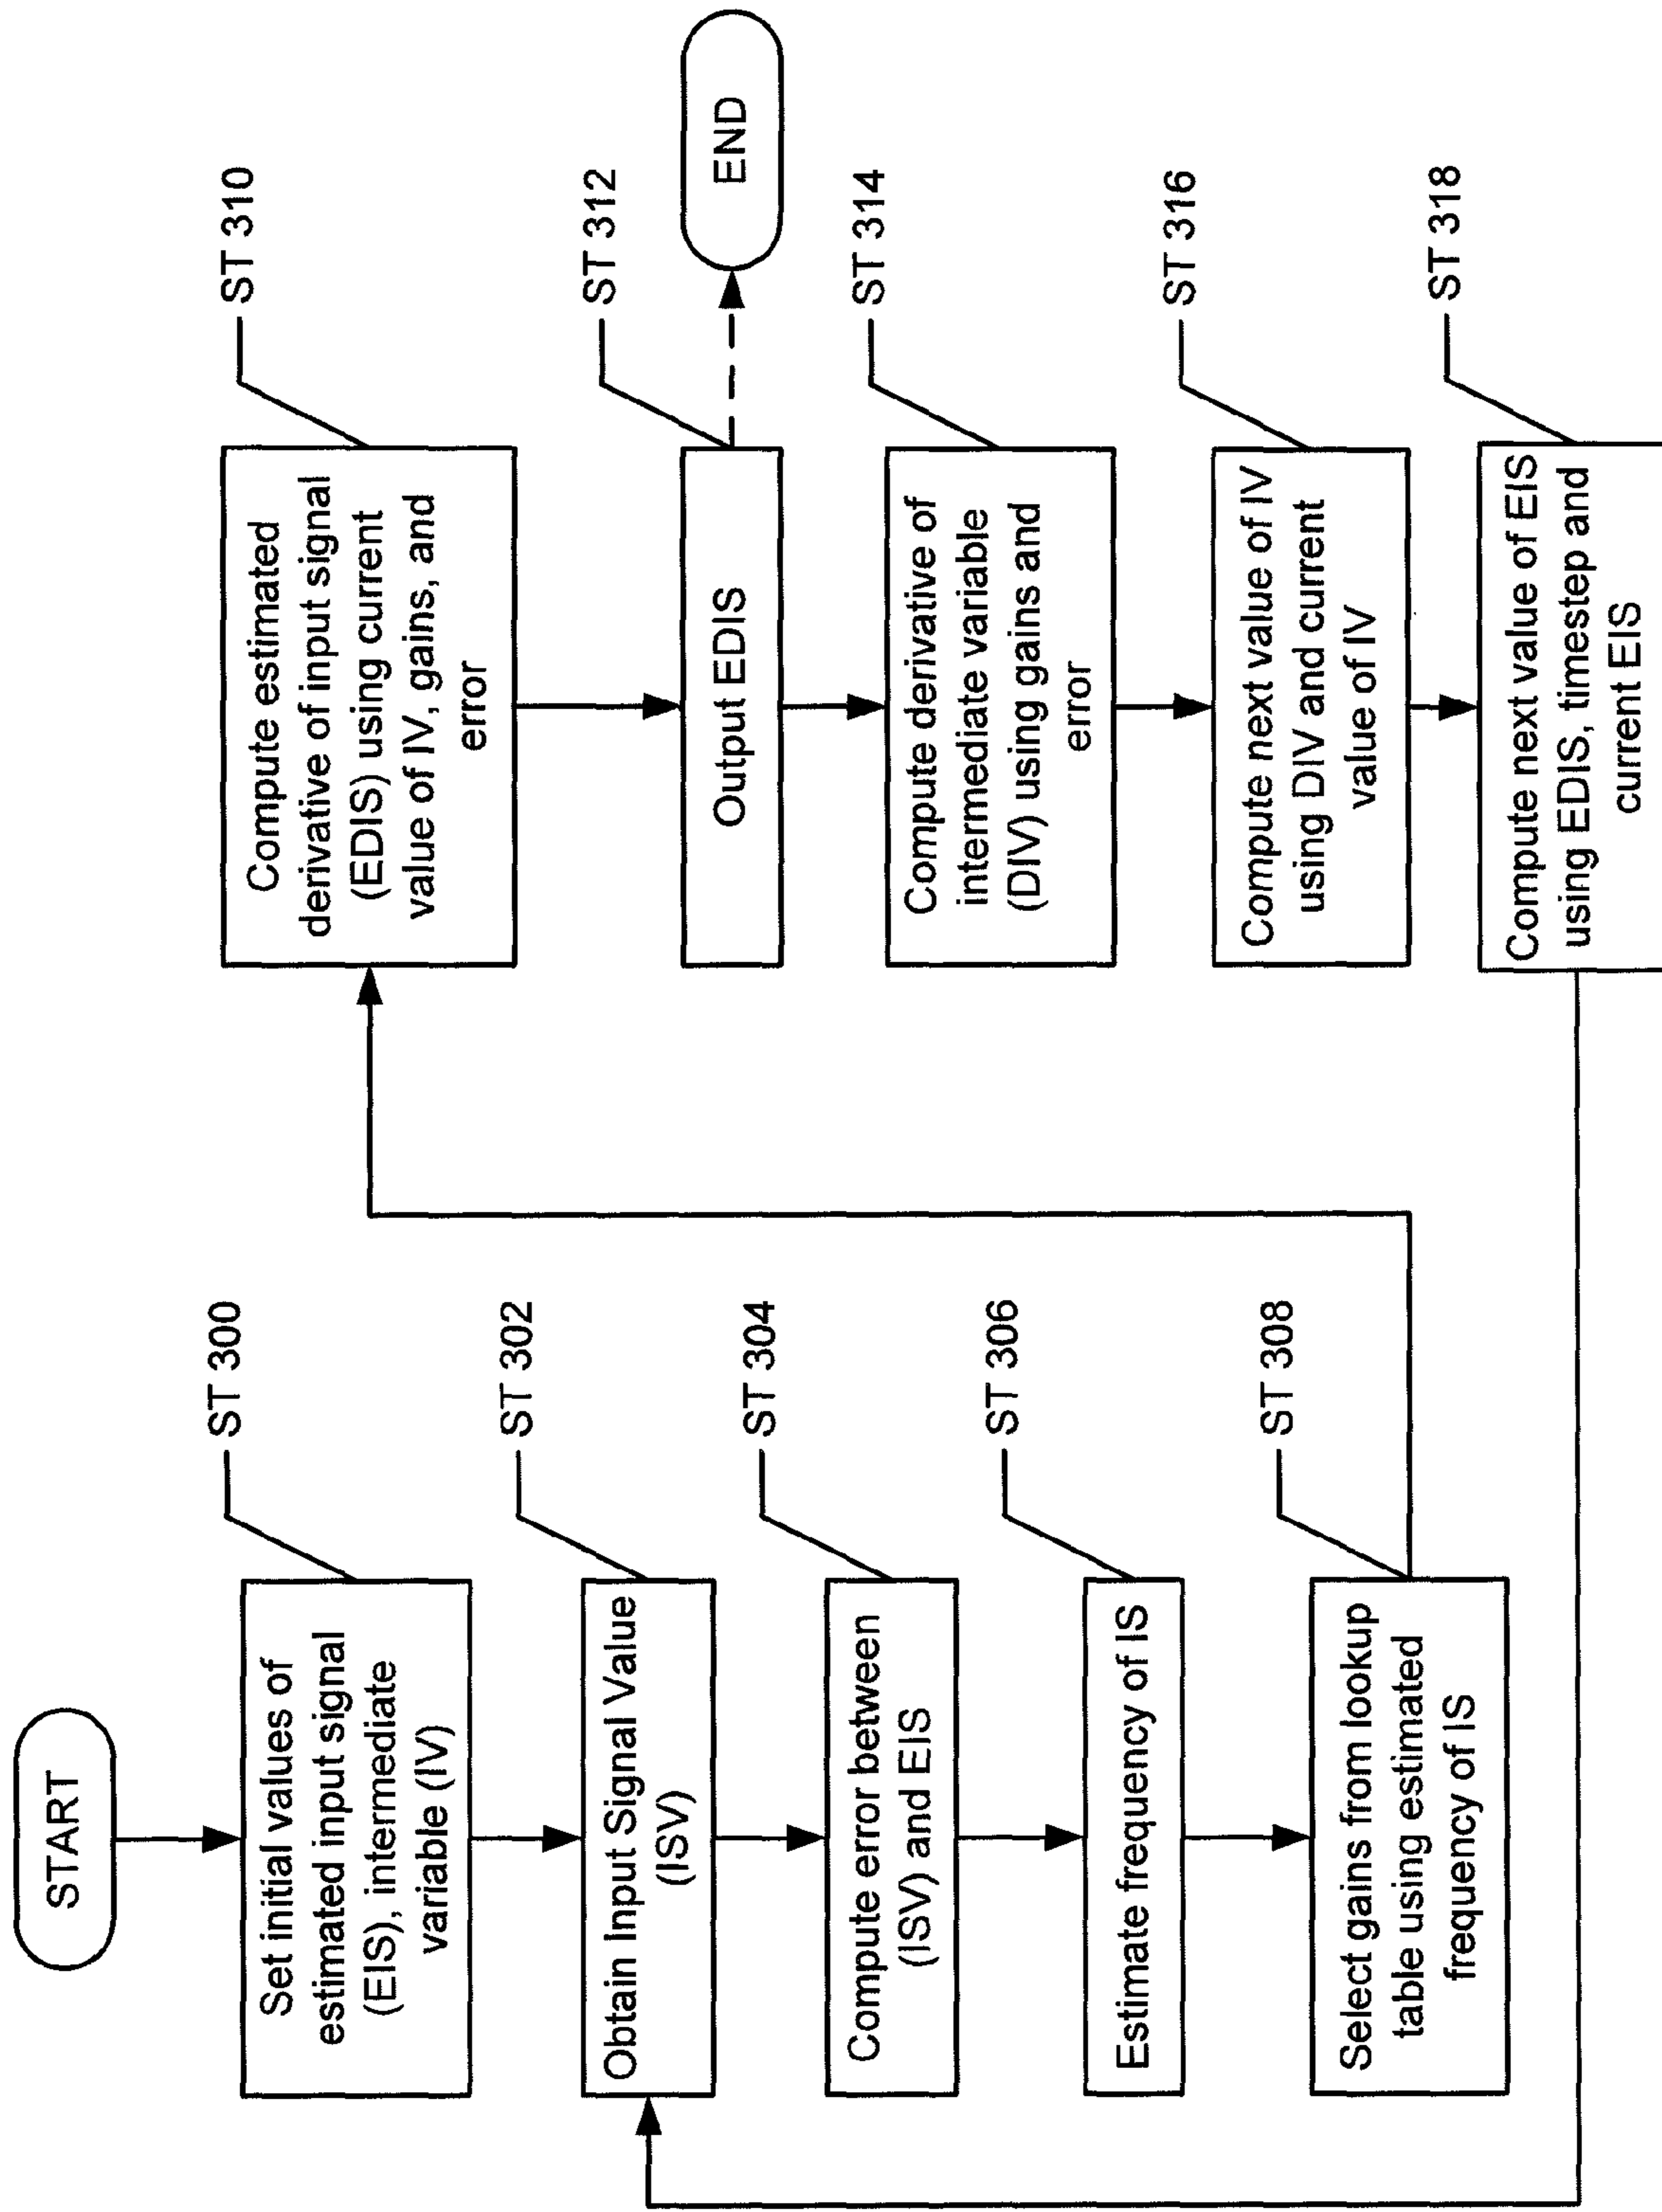 START
Set initial values of
estimated input signal
(EIS), intermediate
variable (IV)
ST 300
Obtain Input Signal Value
(ISV)
ST 302
Compute error between
(ISV) and EIS
ST 304
Estimate frequency of IS
ST 306
Select gains from lookup
table using estimated
frequency of IS
ST 308
Compute estimated
derivative of input signal
(EDIS) using current
value of IV, gains, and
error
ST 310
Output EDIS
ST 312
END
Compute derivative of
intermediate variable
(DIV) using gains and
error
ST 314
Compute next value of IV
using DIV and current
value of IV
ST 316
Compute next value of EIS
using EDIS, timestep and
current EIS
ST 318